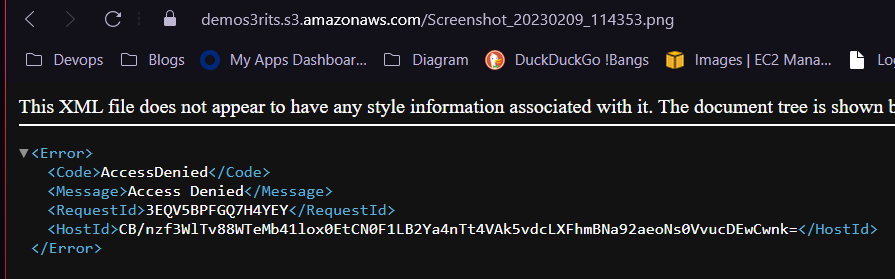 demos3rits.s3.amazonaws.com/Screenshot_20230209_114353.png
Devops Blogs My Apps Dashboar... Diagram DuckDuckGo !Bangs Images | EC2 Mana... Lo
This XML file does not appear to have any style information associated with it. The document tree is shown b
▼<Error>
<Code>AccessDenied</Code>
<Message>Access Denied</Message>
<RequestId>3EQV5BPFGQ7H4YEY</RequestId>
<HostId>CB/nzf3WlTv88WTeMb41lox0EtCN0F1LB2Ya4nTt4VAk5vdcLXFhmBNa92aeoNs0VvucDEwCwnk=</HostId>
</Error>